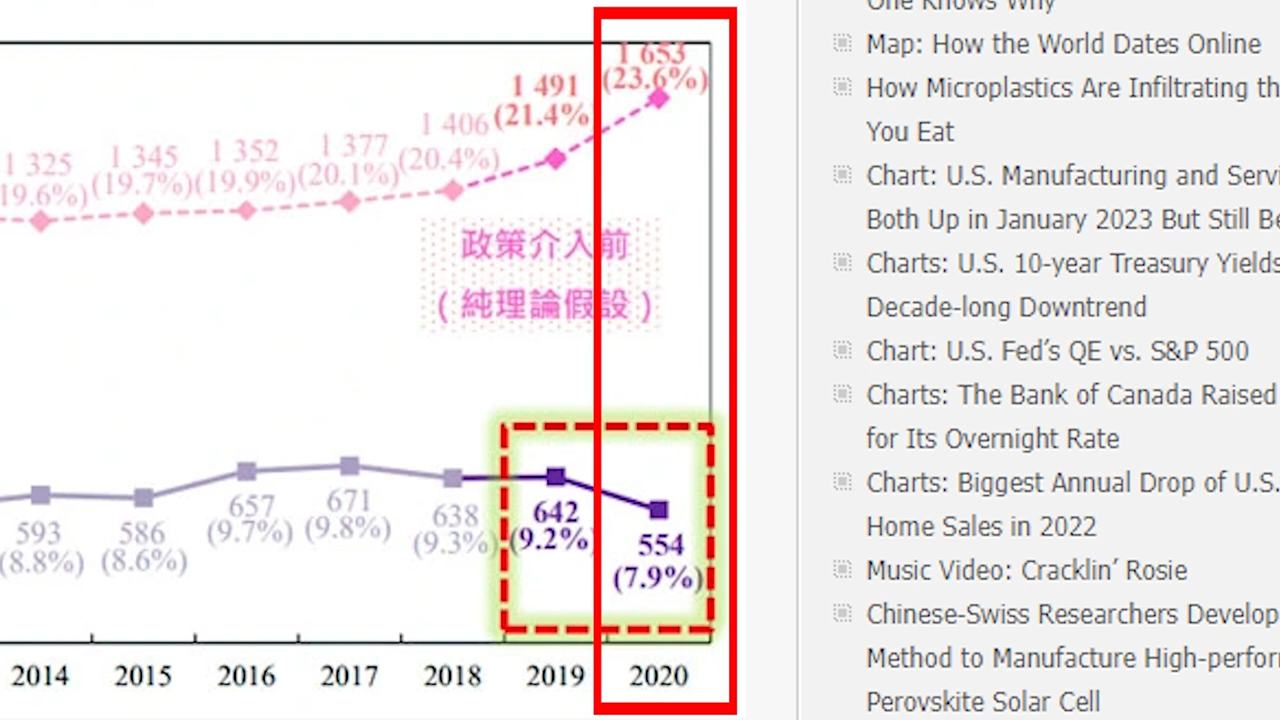 1 653
(23.6%)
1 491
(21.4%
1 406
(20.4%)
1 377
(20.1%)
1 352
(19.9%)
1 345
(19.7%)
1 325
19.6%)
政策介入前
(純理論假設)
593
(8.8%)
586
(8.6%)
657
(9.7%)
671
(9.8%)
638
(9.3%)
642
(9.2%
554
(7.9%)
2014 2015 2016 2017 2018 2019 2020
One Knows Why
Map: How the World Dates Online
How Microplastics Are Infiltrating th
You Eat
Chart: U.S. Manufacturing and Servi
Both Up in January 2023 But Still Be
Charts: U.S. 10-year Treasury Yields
Decade-long Downtrend
Chart: U.S. Fed's QE vs. S&P 500
Charts: The Bank of Canada Raised
for Its Overnight Rate
Charts: Biggest Annual Drop of U.S.
Home Sales in 2022
Music Video: Cracklin' Rosie
Chinese-Swiss Researchers Develop
Method to Manufacture High-perfor
Perovskite Solar Cell